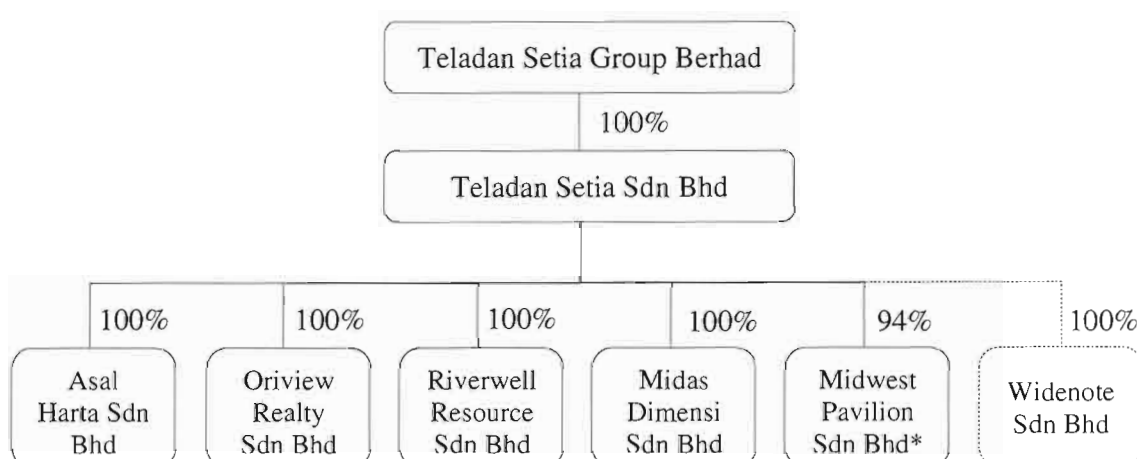 Teladan Setia Group Berhad
100%
Teladan Setia Sdn Bhd
100%
100%
100%
100%
94%
100%
Asal
Harta Sdn
Bhd
Oriview
Realty
Sdn Bhd
Riverwell
Resource
Sdn Bhd
Midas
Dimensi
Sdn Bhd
Midwest
Pavilion
Sdn Bhd*
Widenote
Sdn Bhd